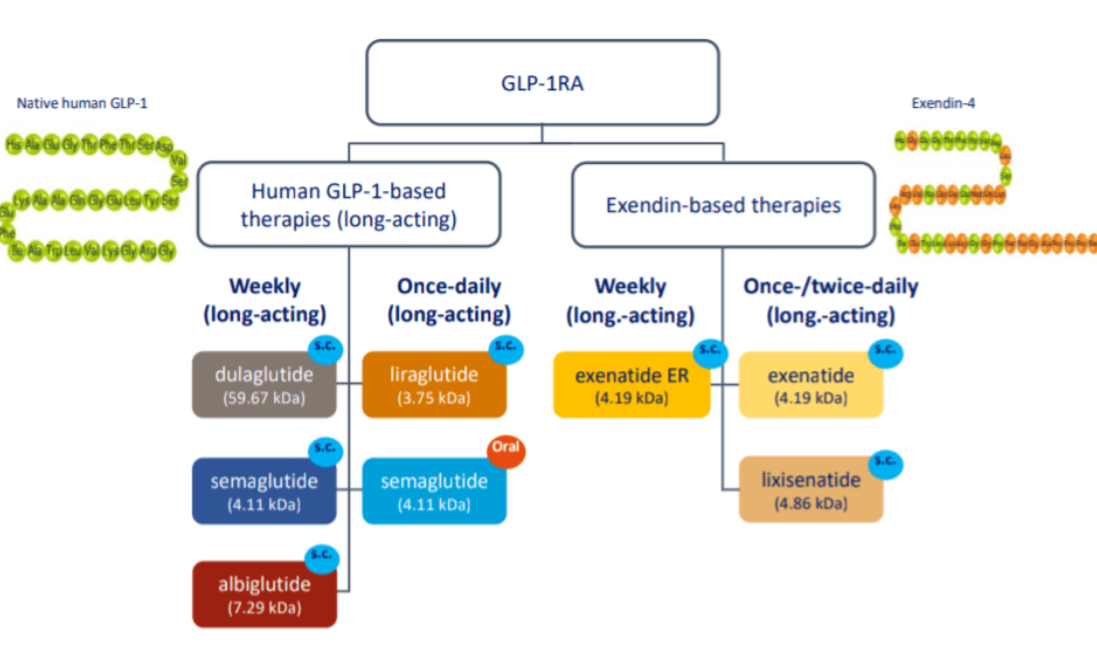 GLP-1RA
Native human GLP-1
Exendin-4
His Ala Glu Gly Thr Phe Thr Ser Asp
Val
Ser
Lys Ala Ala Gln Gly Glu Leu Tyr Ser
Glu
Phe
Ile Ala Trp Leu Val Lys Gly Arg Gly
Human GLP-1-based
therapies (long-acting)
Exendin-based therapies
Weekly
(long-acting)
Once-daily
(long-acting)
Weekly
(long.-acting)
Once-/twice-daily
(long.-acting)
s.c.
dulaglutide
(59.67 kDa)
s.c.
liraglutide
(3.75 kDa)
s.c.
exenatide ER
(4.19 kDa)
s.c.
exenatide
(4.19 kDa)
s.c.
semaglutide
(4.11 kDa)
Oral
semaglutide
(4.11 kDa)
s.c.
lixisenatide
(4.86 kDa)
s.c.
albiglutide
(7.29 kDa)